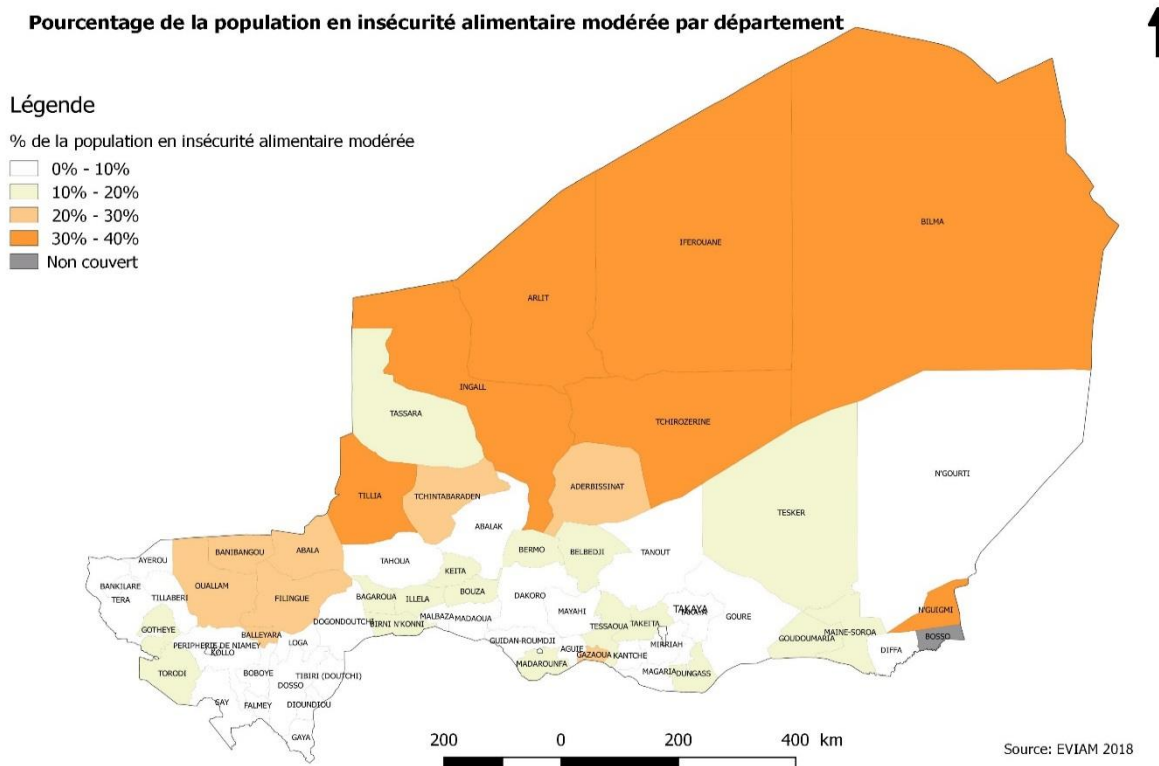 Pourcentage de la population en insécurité alimentaire modérée par département
Légende
% de la population en insécurité alimentaire modérée
0% - 10%
10% - 20%
20% - 30%
30% - 40%
Non couvert
BILMA
IFEROUANE
ARLIT
INGALL
TASSARA
TCHIROZERINE
N'GOURTI
ADERBISSINAT
TILLIA
TCHINTABARADEN
TESKER
ABALAK
BANIBANGOU
ABALA
BERMO
BELBEDJI
TANOUT
AYEROU
TAHOUA
KEITA
BANKILARE
OUALLAM
TERA
TILLABERI
FILINGUE
BAGAROUA
ILLELA
BOUZA
DAKORO
MAYAHI
TAKAYA
GOURE
N'GUIGMI
DOGONDOUTCHI
MALBAZA
MADAOUA
BIRNI N'KONNI
TESSAOUA
TAKEITA
GOTHEYE
BALLEYARA
LOGA
GUIDAN-ROUMDJI
AGUIE
MIRRIAH
GOUDOUMARIA
MAINE-SOROA
BOSSO
PERIPHERIE DE NIAMEY
KOLLO
DIFFA
GAZAOUA
KANTCHE
MADAROUNFA
TORODI
BOBOYE
TIBIRI (DOUTCHI)
MAGARIA
DUNGASS
DOSSO
SAY
FALMEY
DIOUNDIOU
GAYA
200
0
200
400 km
Source: EVIAM 2018